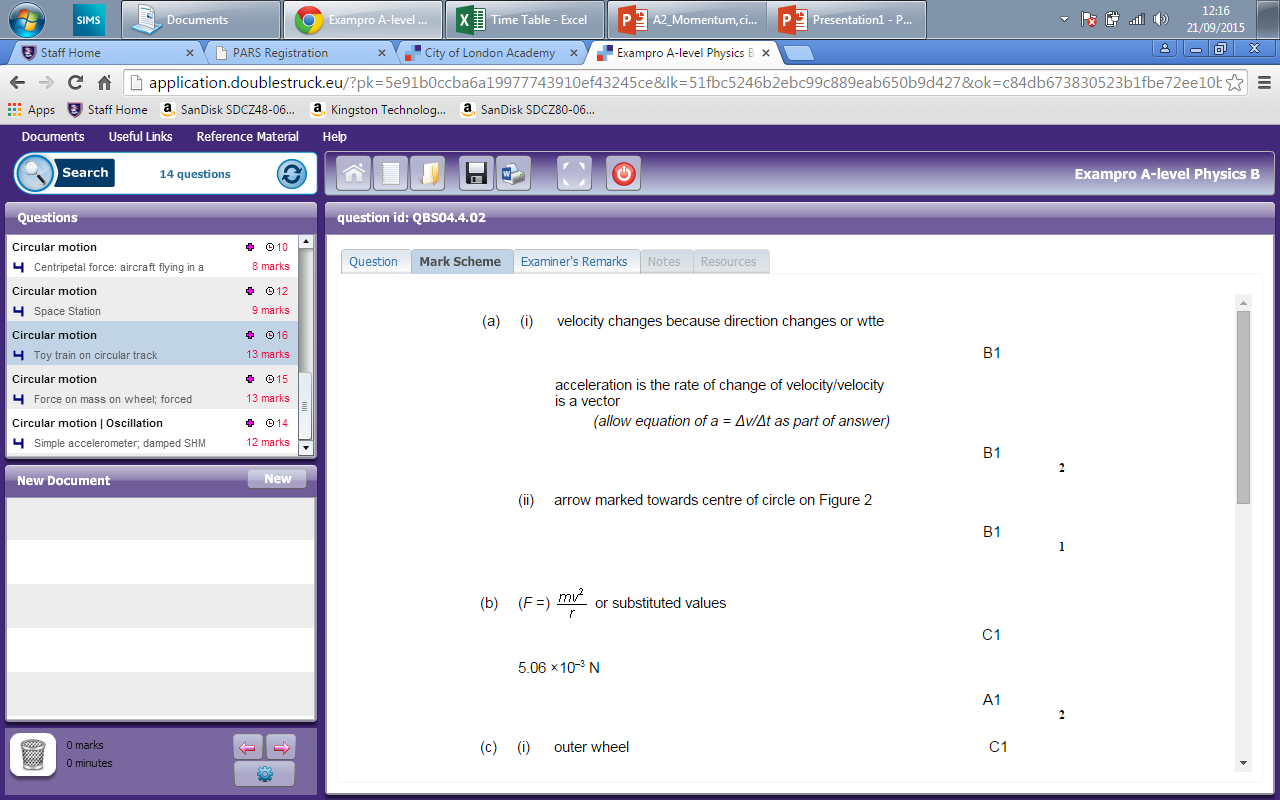 SIMS
Documents
Exampro A-level ...
Time Table - Excel
A2_Momentum,ci...
Presentation1 - P...
12:16
21/09/2015
Staff Home
PARS Registration
City of London Academy
Exampro A-level Physics B
application.doublestruck.eu/?pk=5e91b0ccba6a19977743910ef43245ce&lk=51fbc5246b2ebc99c889eab650b9d427&ok=c84db673830523b1fbe72ee10b
Apps
Staff Home
SanDisk SDCZ48-06...
Kingston Technolog...
SanDisk SDCZ80-06...
Documents
Useful Links
Reference Material
Help
Search
14 questions
Exampro A-level Physics B
Questions
Circular motion 10
Centripetal force: aircraft flying in a 8 marks
Circular motion 12
Space Station 9 marks
Circular motion 16
Toy train on circular track 13 marks
Circular motion 15
Force on mass on wheel; forced 13 marks
Circular motion | Oscillation 14
Simple accelerometer; damped SHM 12 marks
New Document
New
0 marks
0 minutes
question id: QBS04.4.02
Question
Mark Scheme
Examiner's Remarks
Notes
Resources
(a) (i) velocity changes because direction changes or wtte
B1
acceleration is the rate of change of velocity/velocity
is a vector
(allow equation of a = Δv/Δt as part of answer)
B1
2
(ii) arrow marked towards centre of circle on Figure 2
B1
1
(b) (F =) mv²/r or substituted values
C1
5.06 ×10⁻³ N
A1
2
(c) (i) outer wheel C1